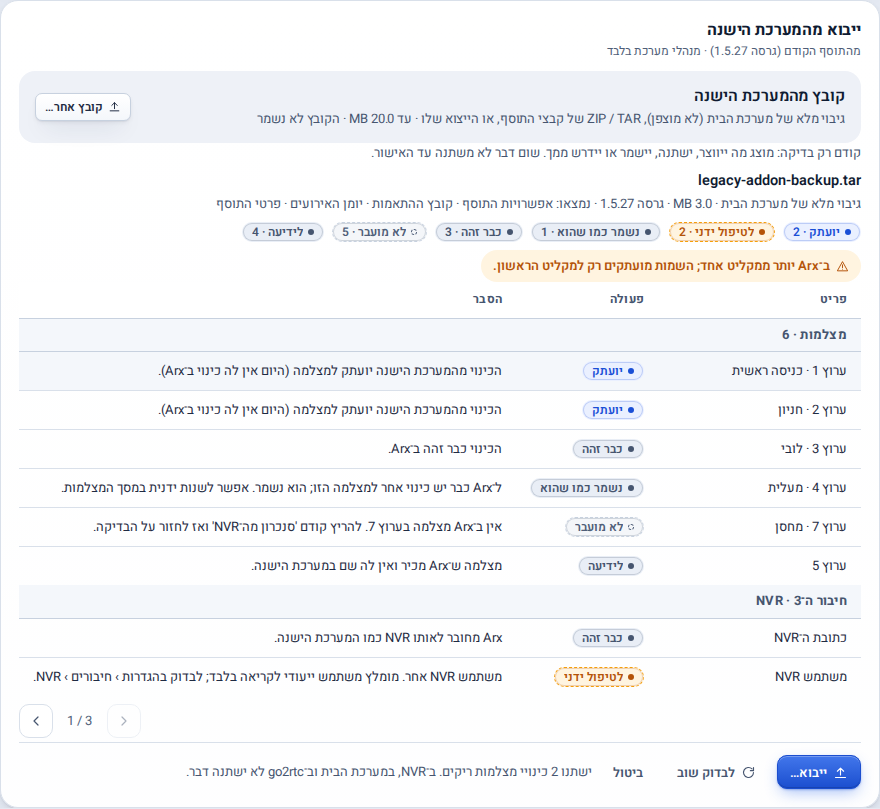 ייבוא מהמערכת הישנה
מהתוסף הקודם (גרסה 1.5.27) · מנהלי מערכת בלבד
קובץ מהמערכת הישנה
גיבוי מלא של מערכת הבית (לא מוצפן), ZIP / TAR של קבצי התוסף, או הייצוא שלו · עד 20.0 MB · הקובץ לא נשמר
קובץ אחר...
קודם רק בדיקה: מוצג מה ייווצר, ישתנה, יישמר או יידרש ממך. שום דבר לא משתנה עד האישור.
legacy-addon-backup.tar
גיבוי מלא של מערכת הבית · 3.0 MB · גרסה 1.5.27 · נמצאו: אפשרויות התוסף · קובץ ההתאמות · יומן האירועים · פרטי התוסף
יועתק · 2 לטיפול ידני · 2 נשמר כמו שהוא · 1 כבר זהה · 3 לא מועבר · 5 לידיעה · 4
ב־Arx יותר ממקליט אחד; השמות מועתקים רק למקליט הראשון.
פריט פעולה הסבר
מצלמות · 6
ערוץ 1 · כניסה ראשית יועתק הכינוי מהמערכת הישנה יועתק למצלמה (היום אין לה כינוי ב־Arx).
ערוץ 2 · חניון יועתק הכינוי מהמערכת הישנה יועתק למצלמה (היום אין לה כינוי ב־Arx).
ערוץ 3 · לובי כבר זהה הכינוי כבר זהה ב־Arx.
ערוץ 4 · מעלית נשמר כמו שהוא ל־Arx כבר יש כינוי אחר למצלמה הזו; הוא נשמר. אפשר לשנות ידנית במסך המצלמות.
ערוץ 7 · מחסן לא מועבר אין ב־Arx מצלמה בערוץ 7. להריץ קודם 'סנכרון מה־NVR' ואז לחזור על הבדיקה.
ערוץ 5 לידיעה מצלמה ש־Arx מכיר ואין לה שם במערכת הישנה.
חיבור ה־NVR · 3
כתובת ה־NVR כבר זהה Arx מחובר לאותו NVR כמו המערכת הישנה.
משתמש NVR לטיפול ידני משתמש NVR אחר. מומלץ משתמש ייעודי לקריאה בלבד; לבדוק בהגדרות › חיבורים › NVR.
1 / 3
ייבוא... לבדוק שוב ביטול ישתנו 2 כינויי מצלמות ריקים. ב־NVR, במערכת הבית וב־go2rtc לא ישתנה דבר.